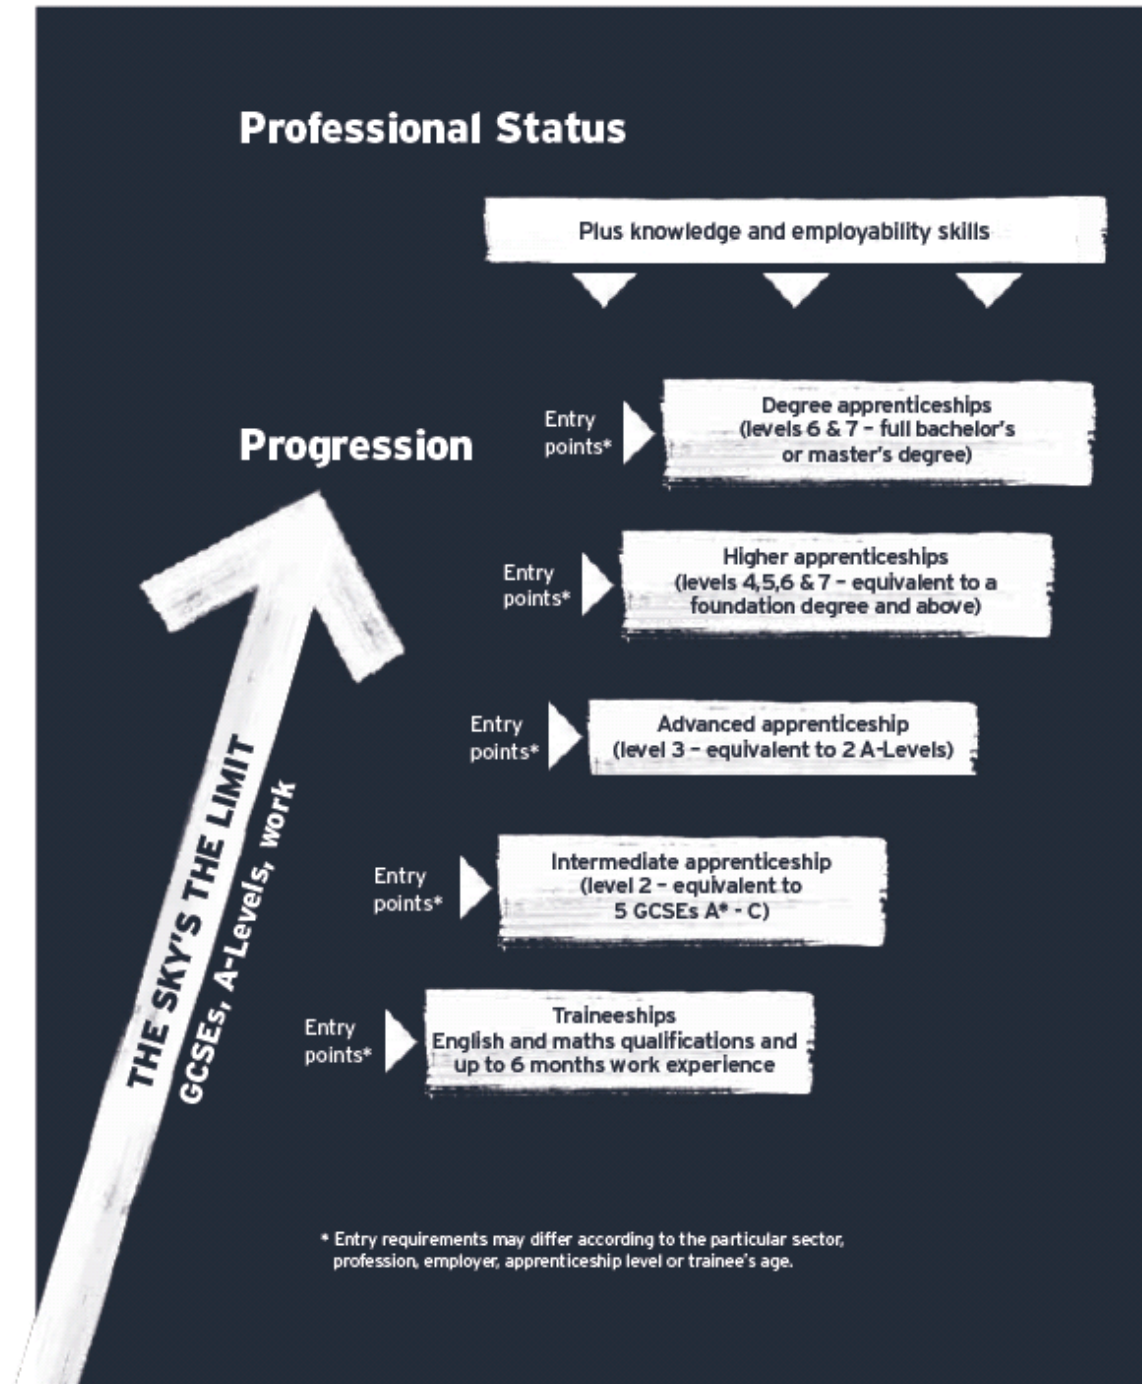 Professional Status
Plus knowledge and employability skills
Progression
Entry
points*
Degree apprenticeships
(levels 6 & 7 – full bachelor's
or master's degree)
Entry
points*
Higher apprenticeships
(levels 4,5,6 & 7 – equivalent to a
foundation degree and above)
Entry
points*
Advanced apprenticeship
(level 3 – equivalent to 2 A-Levels)
Entry
points*
Intermediate apprenticeship
(level 2 – equivalent to
5 GCSEs A* - C)
Entry
points*
Traineeships
English and maths qualifications and
up to 6 months work experience
THE SKY'S THE LIMIT
GCSEs, A-Levels, work
* Entry requirements may differ according to the particular sector,
profession, employer, apprenticeship level or trainee's age.